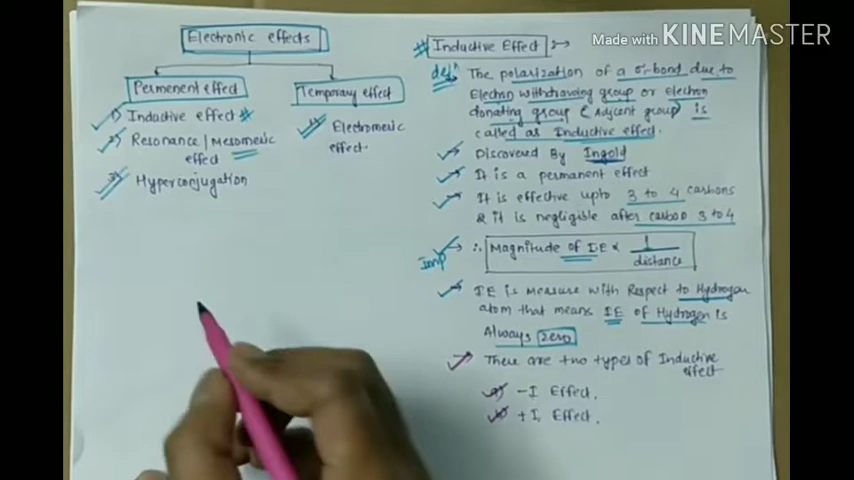 Electronic effects
Permenent effect
Temporary effect
1) Inductive effect *
2) Resonance/Mesomeric
effect
3) Hyperconjugation
1) Electromeric
effect.
Made with KINEMASTER
# Inductive Effect :→
defⁿ The polarization of a σ-bond due to
Electron withdrawing group or electron
donating group (Adjcent group) is
called as Inductive effect.
Discovered By Ingold
It is a permanent effect
It is effective upto 3 to 4 carbons
& it is negligible after carbon 3 to 4
Imp ∴ Magnitude of IE ∝ 1/distance
IE is measure with Respect to Hydrogen
atom that means IE of Hydrogen is
Always zero
There are two types of Inductive
effect
a) -I Effect.
b) +I Effect.